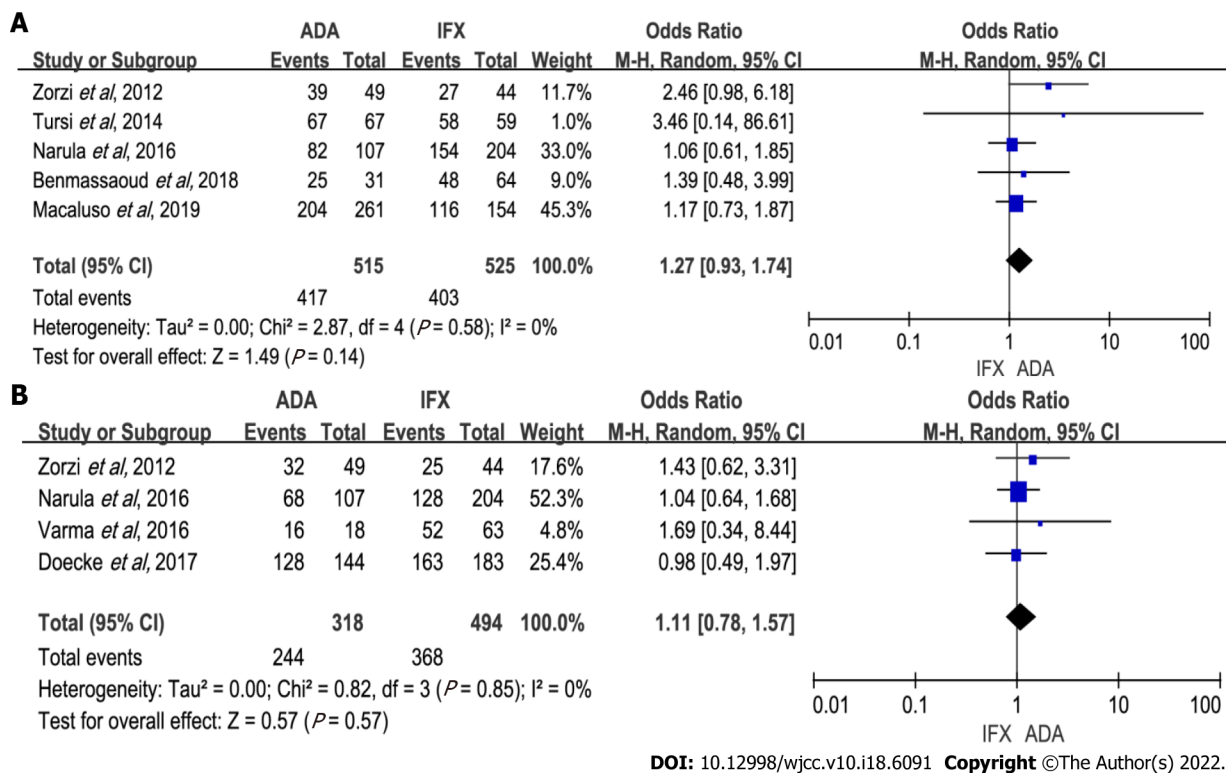 A
ADA IFX Odds Ratio Odds Ratio
Study or Subgroup Events Total Events Total Weight M-H, Random, 95% CI M-H, Random, 95% CI
Zorzi et al, 2012 39 49 27 44 11.7% 2.46 [0.98, 6.18]
Tursi et al, 2014 67 67 58 59 1.0% 3.46 [0.14, 86.61]
Narula et al, 2016 82 107 154 204 33.0% 1.06 [0.61, 1.85]
Benmassaoud et al, 2018 25 31 48 64 9.0% 1.39 [0.48, 3.99]
Macaluso et al, 2019 204 261 116 154 45.3% 1.17 [0.73, 1.87]
Total (95% CI) 515 525 100.0% 1.27 [0.93, 1.74]
Total events 417 403
Heterogeneity: Tau² = 0.00; Chi² = 2.87, df = 4 (P = 0.58); I² = 0%
Test for overall effect: Z = 1.49 (P = 0.14)
0.01 0.1 1 10 100
IFX ADA
B
ADA IFX Odds Ratio Odds Ratio
Study or Subgroup Events Total Events Total Weight M-H, Random, 95% CI M-H, Random, 95% CI
Zorzi et al, 2012 32 49 25 44 17.6% 1.43 [0.62, 3.31]
Narula et al, 2016 68 107 128 204 52.3% 1.04 [0.64, 1.68]
Varma et al, 2016 16 18 52 63 4.8% 1.69 [0.34, 8.44]
Doecke et al, 2017 128 144 163 183 25.4% 0.98 [0.49, 1.97]
Total (95% CI) 318 494 100.0% 1.11 [0.78, 1.57]
Total events 244 368
Heterogeneity: Tau² = 0.00; Chi² = 0.82, df = 3 (P = 0.85); I² = 0%
Test for overall effect: Z = 0.57 (P = 0.57)
0.01 0.1 1 10 100
IFX ADA
DOI: 10.12998/wjcc.v10.i18.6091 Copyright ©The Author(s) 2022.